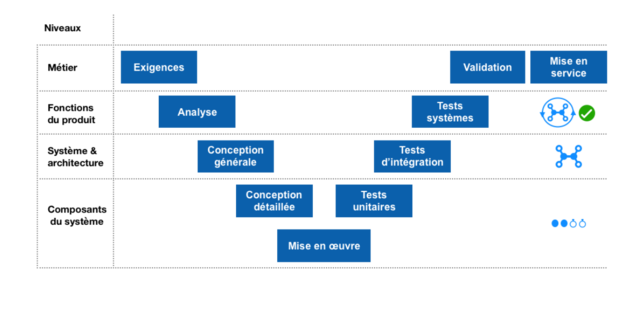 Niveaux
Métier
Exigences
Validation
Mise en
service
Fonctions
du produit
Analyse
Tests
systèmes
Système &
architecture
Conception
générale
Tests
d'intégration
Composants
du système
Conception
détaillée
Tests
unitaires
Mise en œuvre